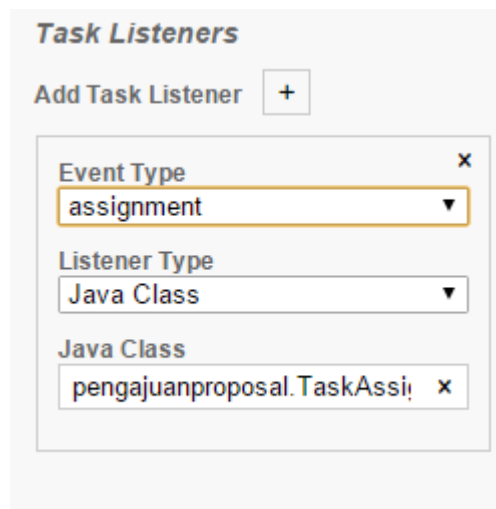 Task Listeners
Add Task Listener +
Event Type
assignment
Listener Type
Java Class
Java Class
pengajuanproposal.TaskAssi